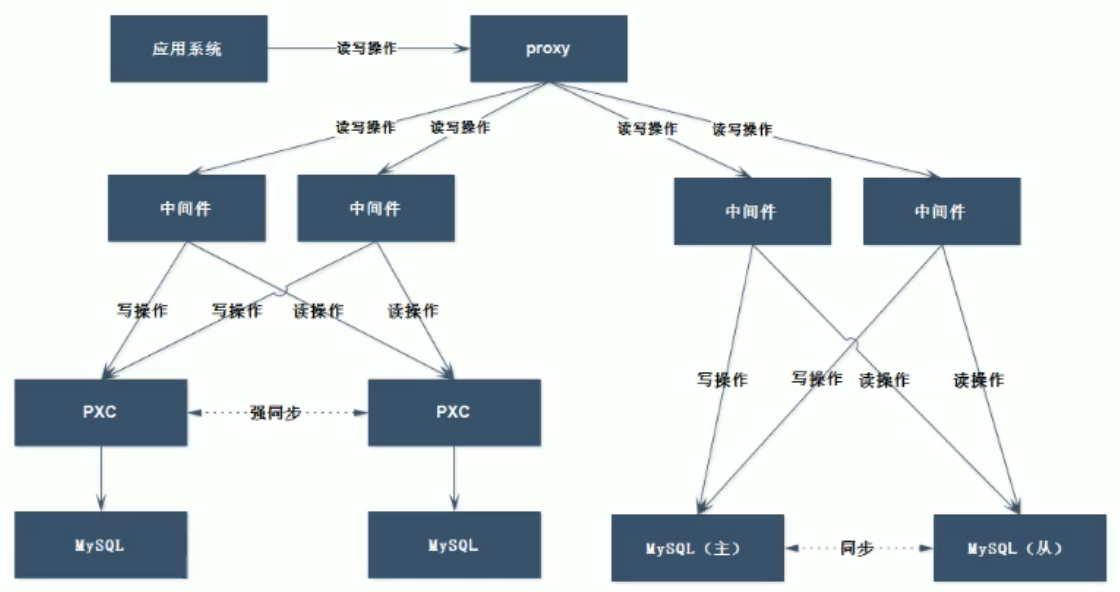 应用系统
读写操作
proxy
读写操作
读写操作
读写操作
读写操作
中间件
中间件
中间件
中间件
写操作
写操作
读操作
读操作
写操作
写操作
读操作
读操作
PXC
强同步
PXC
MySQL
MySQL
MySQL（主）
同步
MySQL（从）